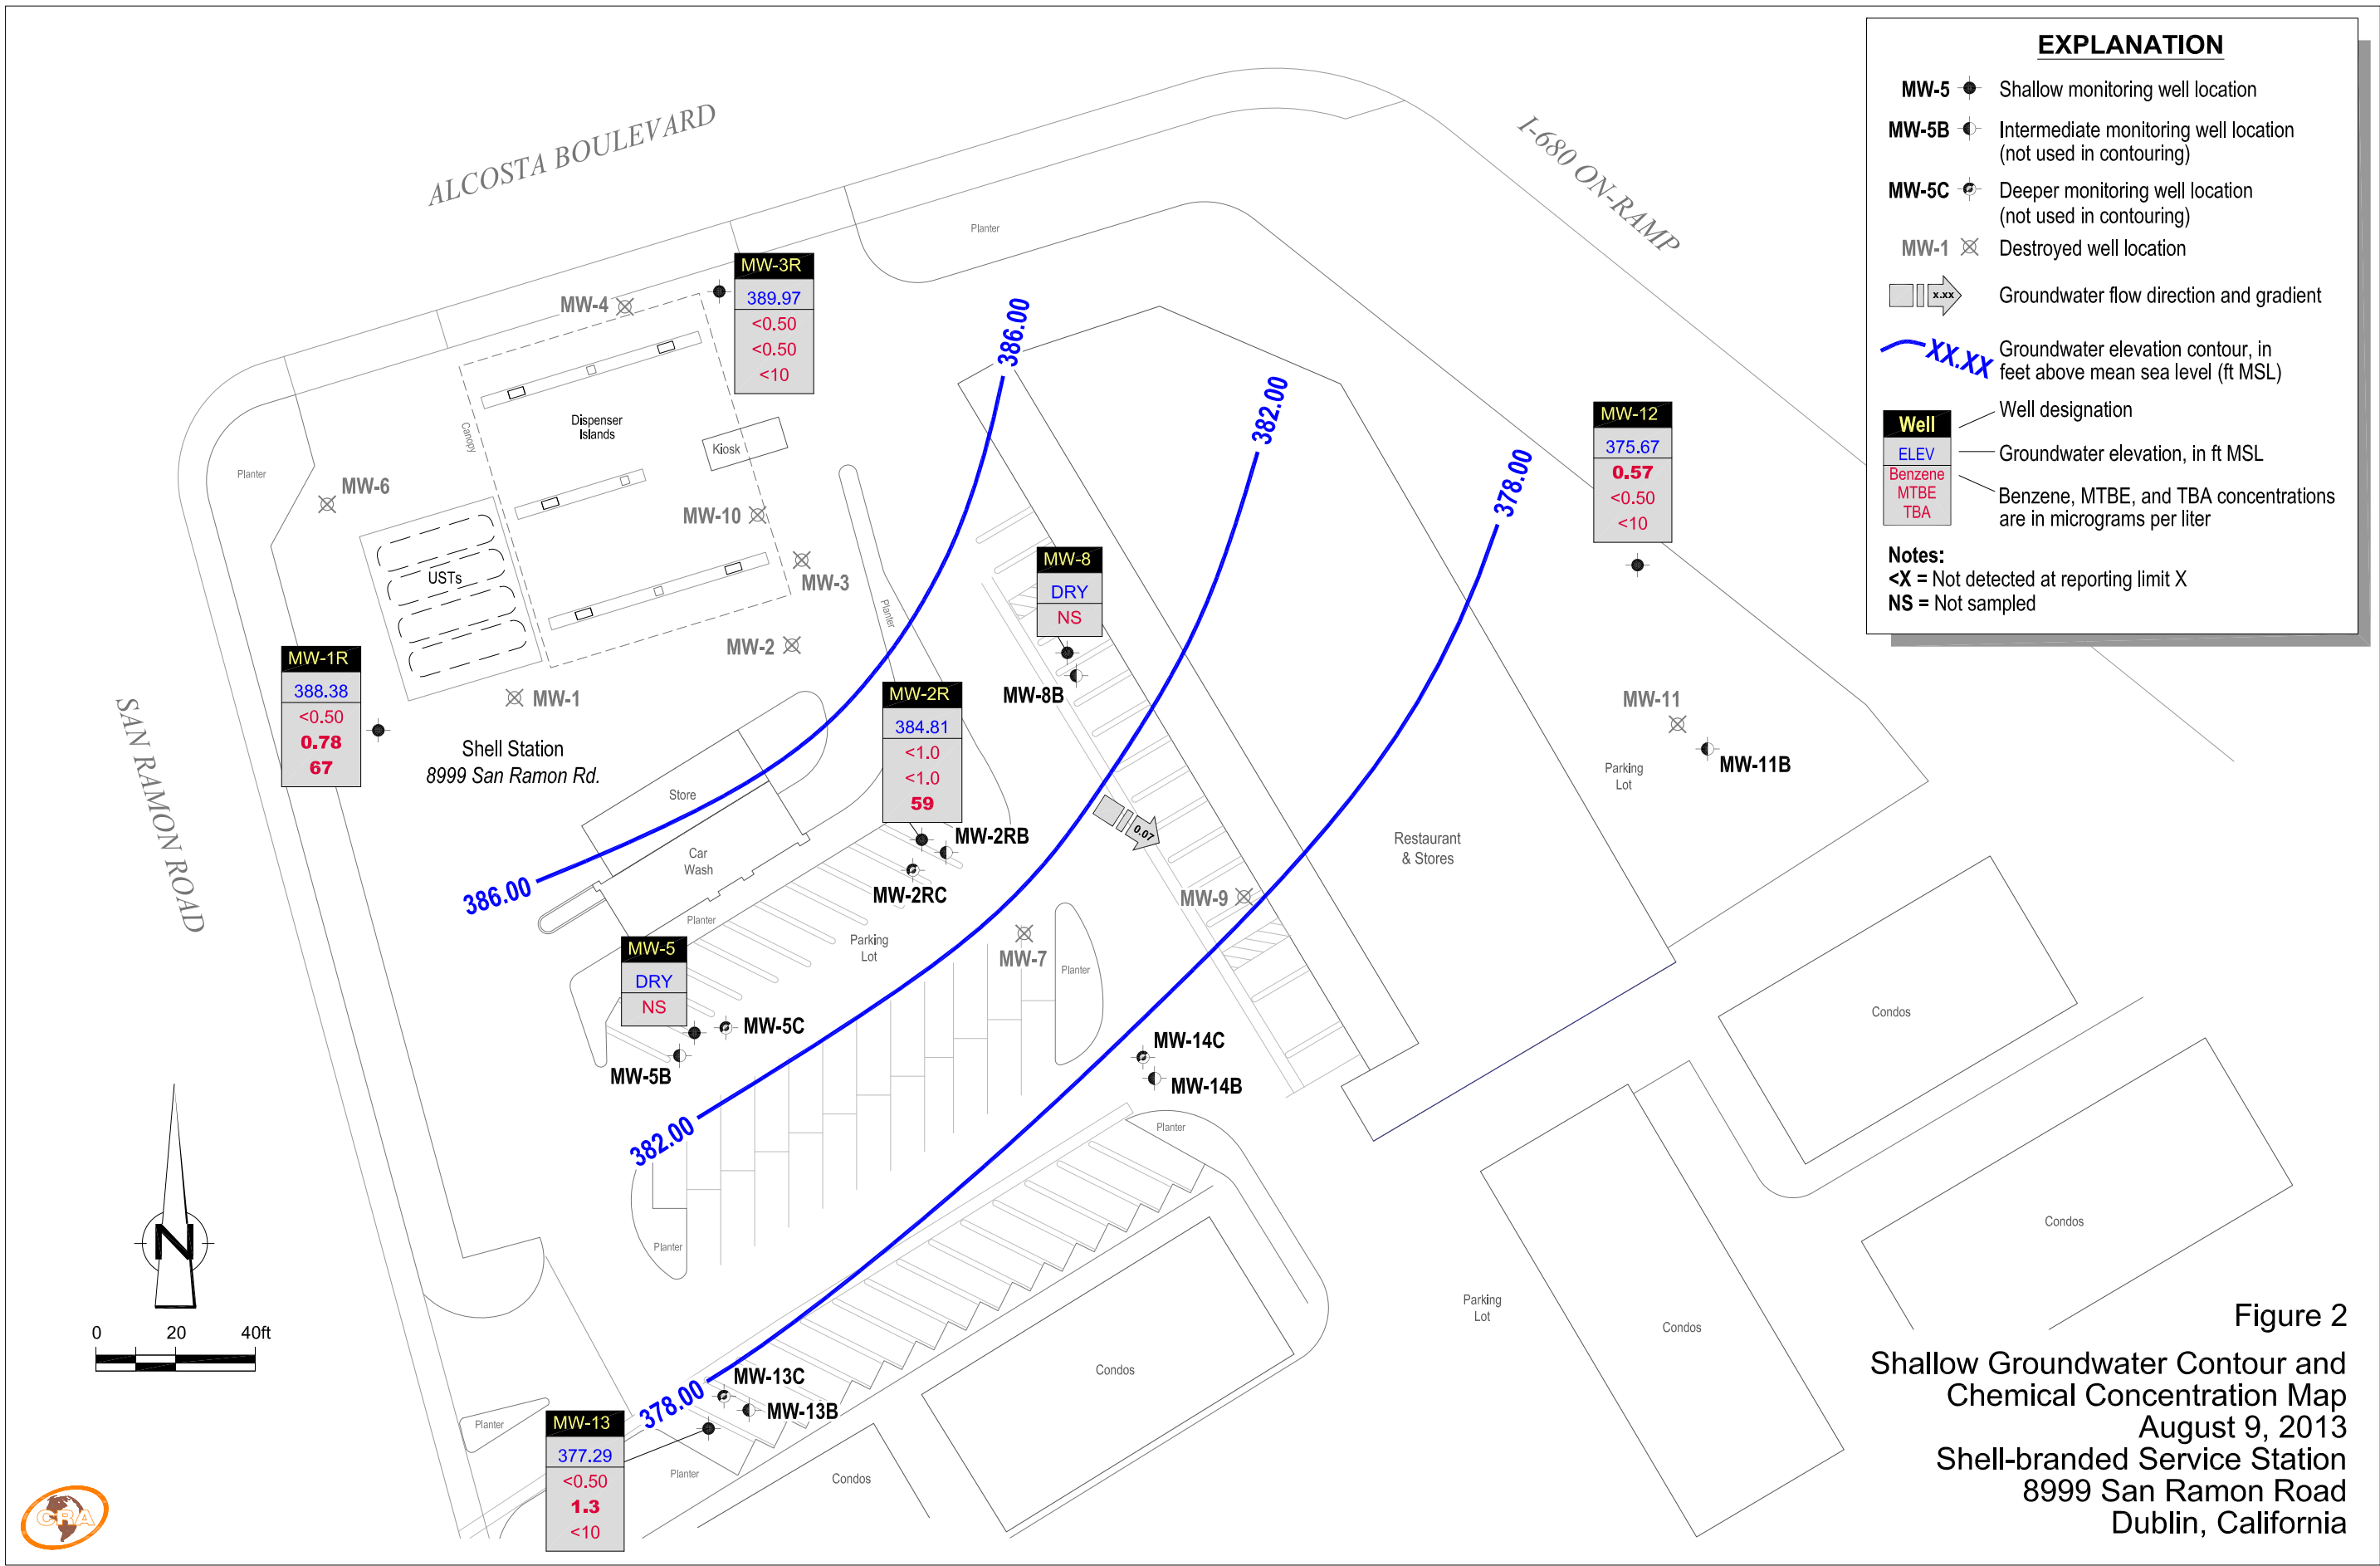 ALCOSTA BOULEVARD
I-680 ON-RAMP
SAN RAMON ROAD
EXPLANATION
MW-5 Shallow monitoring well location
MW-5B Intermediate monitoring well location
(not used in contouring)
MW-5C Deeper monitoring well location
(not used in contouring)
MW-1 Destroyed well location
x.xx Groundwater flow direction and gradient
XX.XX Groundwater elevation contour, in
feet above mean sea level (ft MSL)
Well Well designation
ELEV Groundwater elevation, in ft MSL
Benzene
MTBE
TBA
Benzene, MTBE, and TBA concentrations
are in micrograms per liter
Notes:
<X = Not detected at reporting limit X
NS = Not sampled
Planter
MW-4
MW-3R
389.97
<0.50
<0.50
<10
386.00
382.00
378.00
MW-12
375.67
0.57
<0.50
<10
Dispenser
Islands
Canopy
Kiosk
Planter
MW-6
MW-10
MW-3
USTs
Planter
MW-8
DRY
NS
MW-2
MW-8B
MW-1R
388.38
<0.50
0.78
67
MW-1
MW-2R
384.81
<1.0
<1.0
59
Shell Station
8999 San Ramon Rd.
MW-11
MW-11B
Parking
Lot
Store
Car
Wash
MW-2RB
MW-2RC
0.07
Restaurant
& Stores
386.00
MW-9
Planter
Parking
Lot
MW-7
Planter
MW-5
DRY
NS
MW-5C
MW-5B
MW-14C
MW-14B
Condos
382.00
Planter
Planter
Condos
Condos
Parking
Lot
Condos
N
0 20 40ft
378.00
MW-13C
MW-13B
MW-13
377.29
<0.50
1.3
<10
Planter
Planter
Condos
Condos
CRA
Figure 2
Shallow Groundwater Contour and
Chemical Concentration Map
August 9, 2013
Shell-branded Service Station
8999 San Ramon Road
Dublin, California